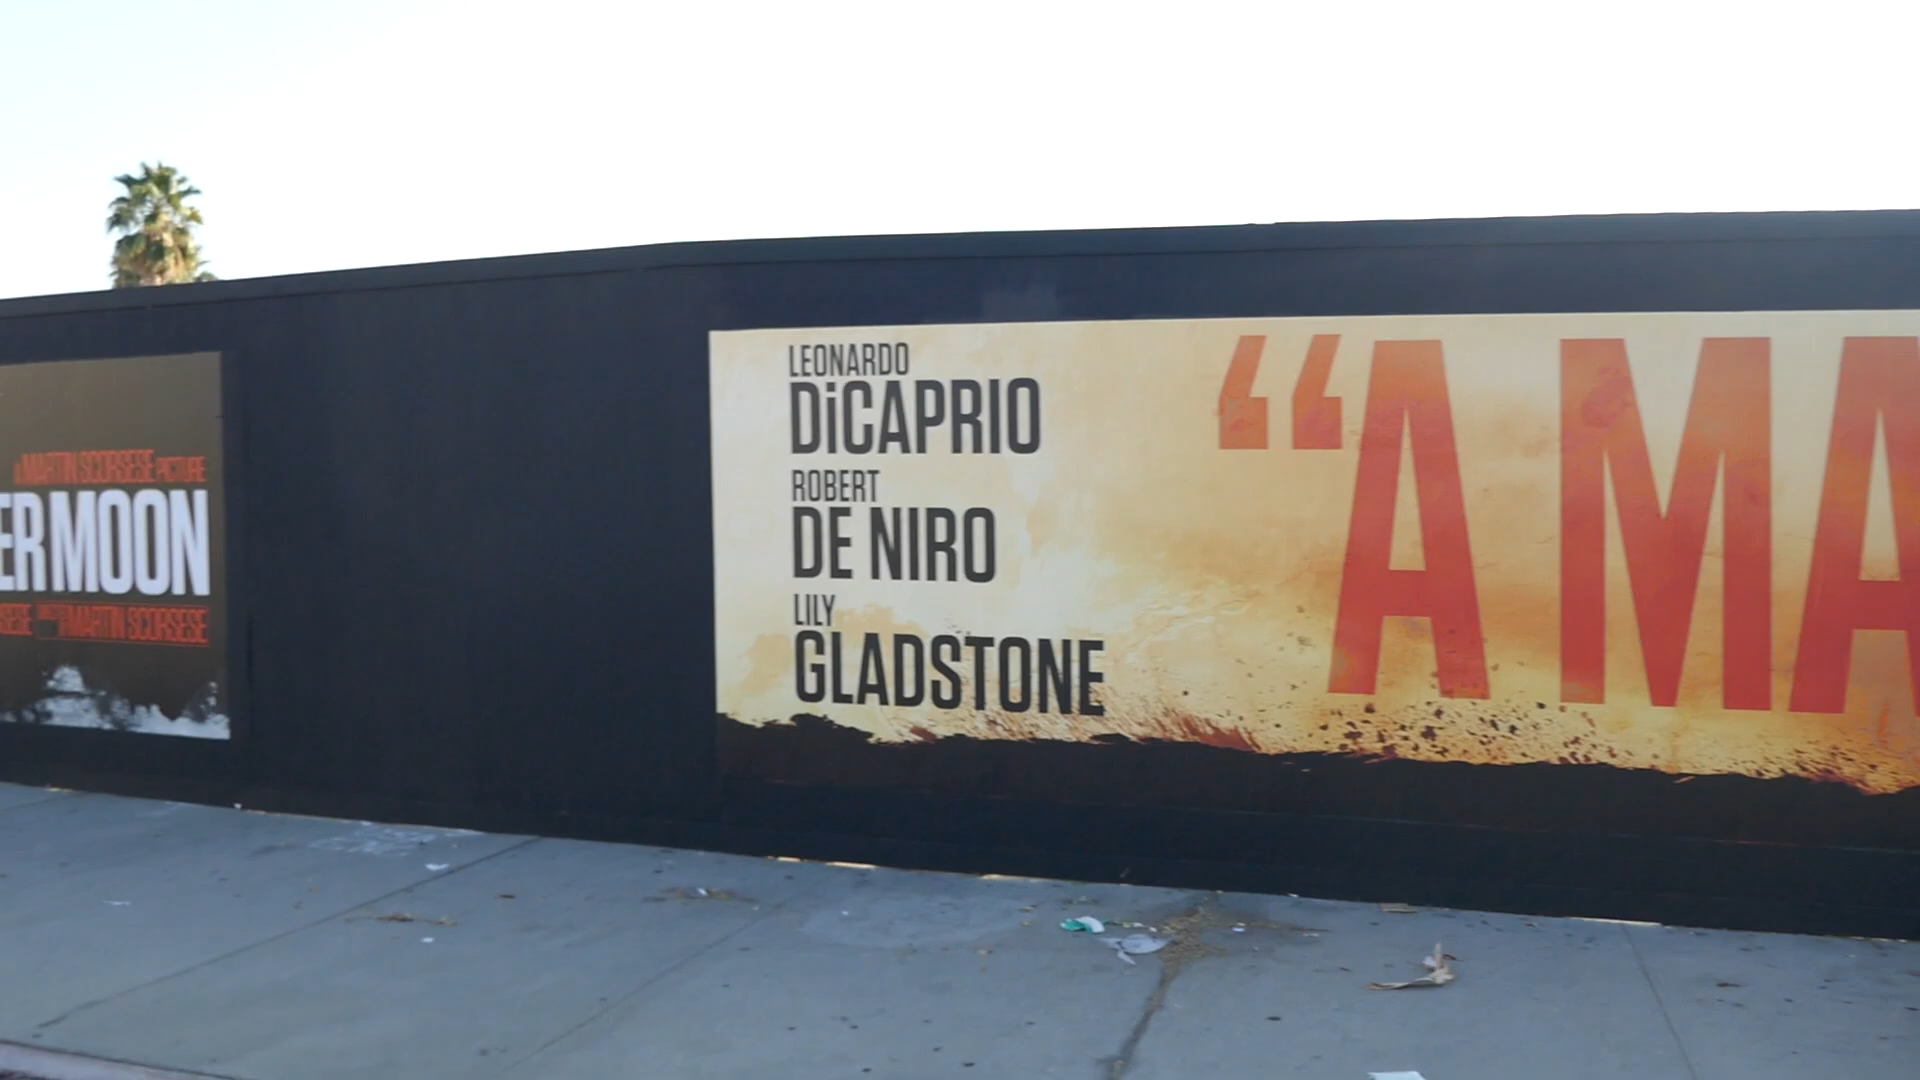 A MARTIN SCORSESE PICTURE
ER MOON
MARTIN SCORSESE
LEONARDO
DiCAPRIO
ROBERT
DE NIRO
LILY
GLADSTONE
“A MA